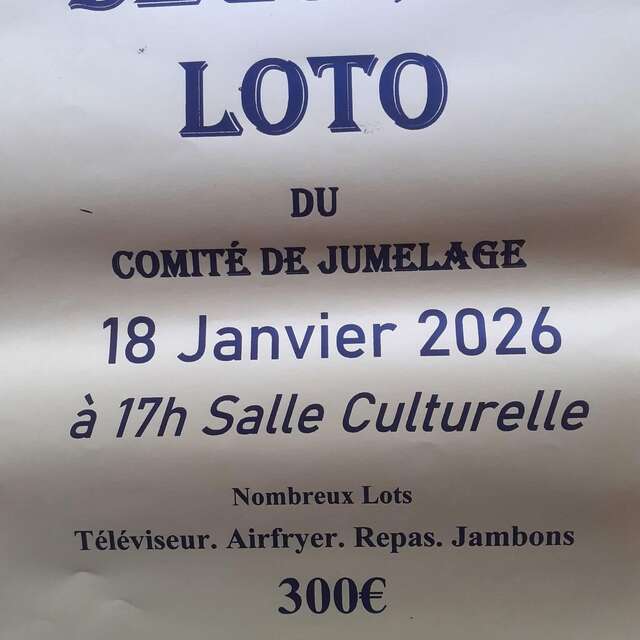 LOTO
DU
COMITÉ DE JUMELAGE
18 Janvier 2026
à 17h Salle Culturelle
Nombreux Lots
Téléviseur. Airfryer. Repas. Jambons
300€